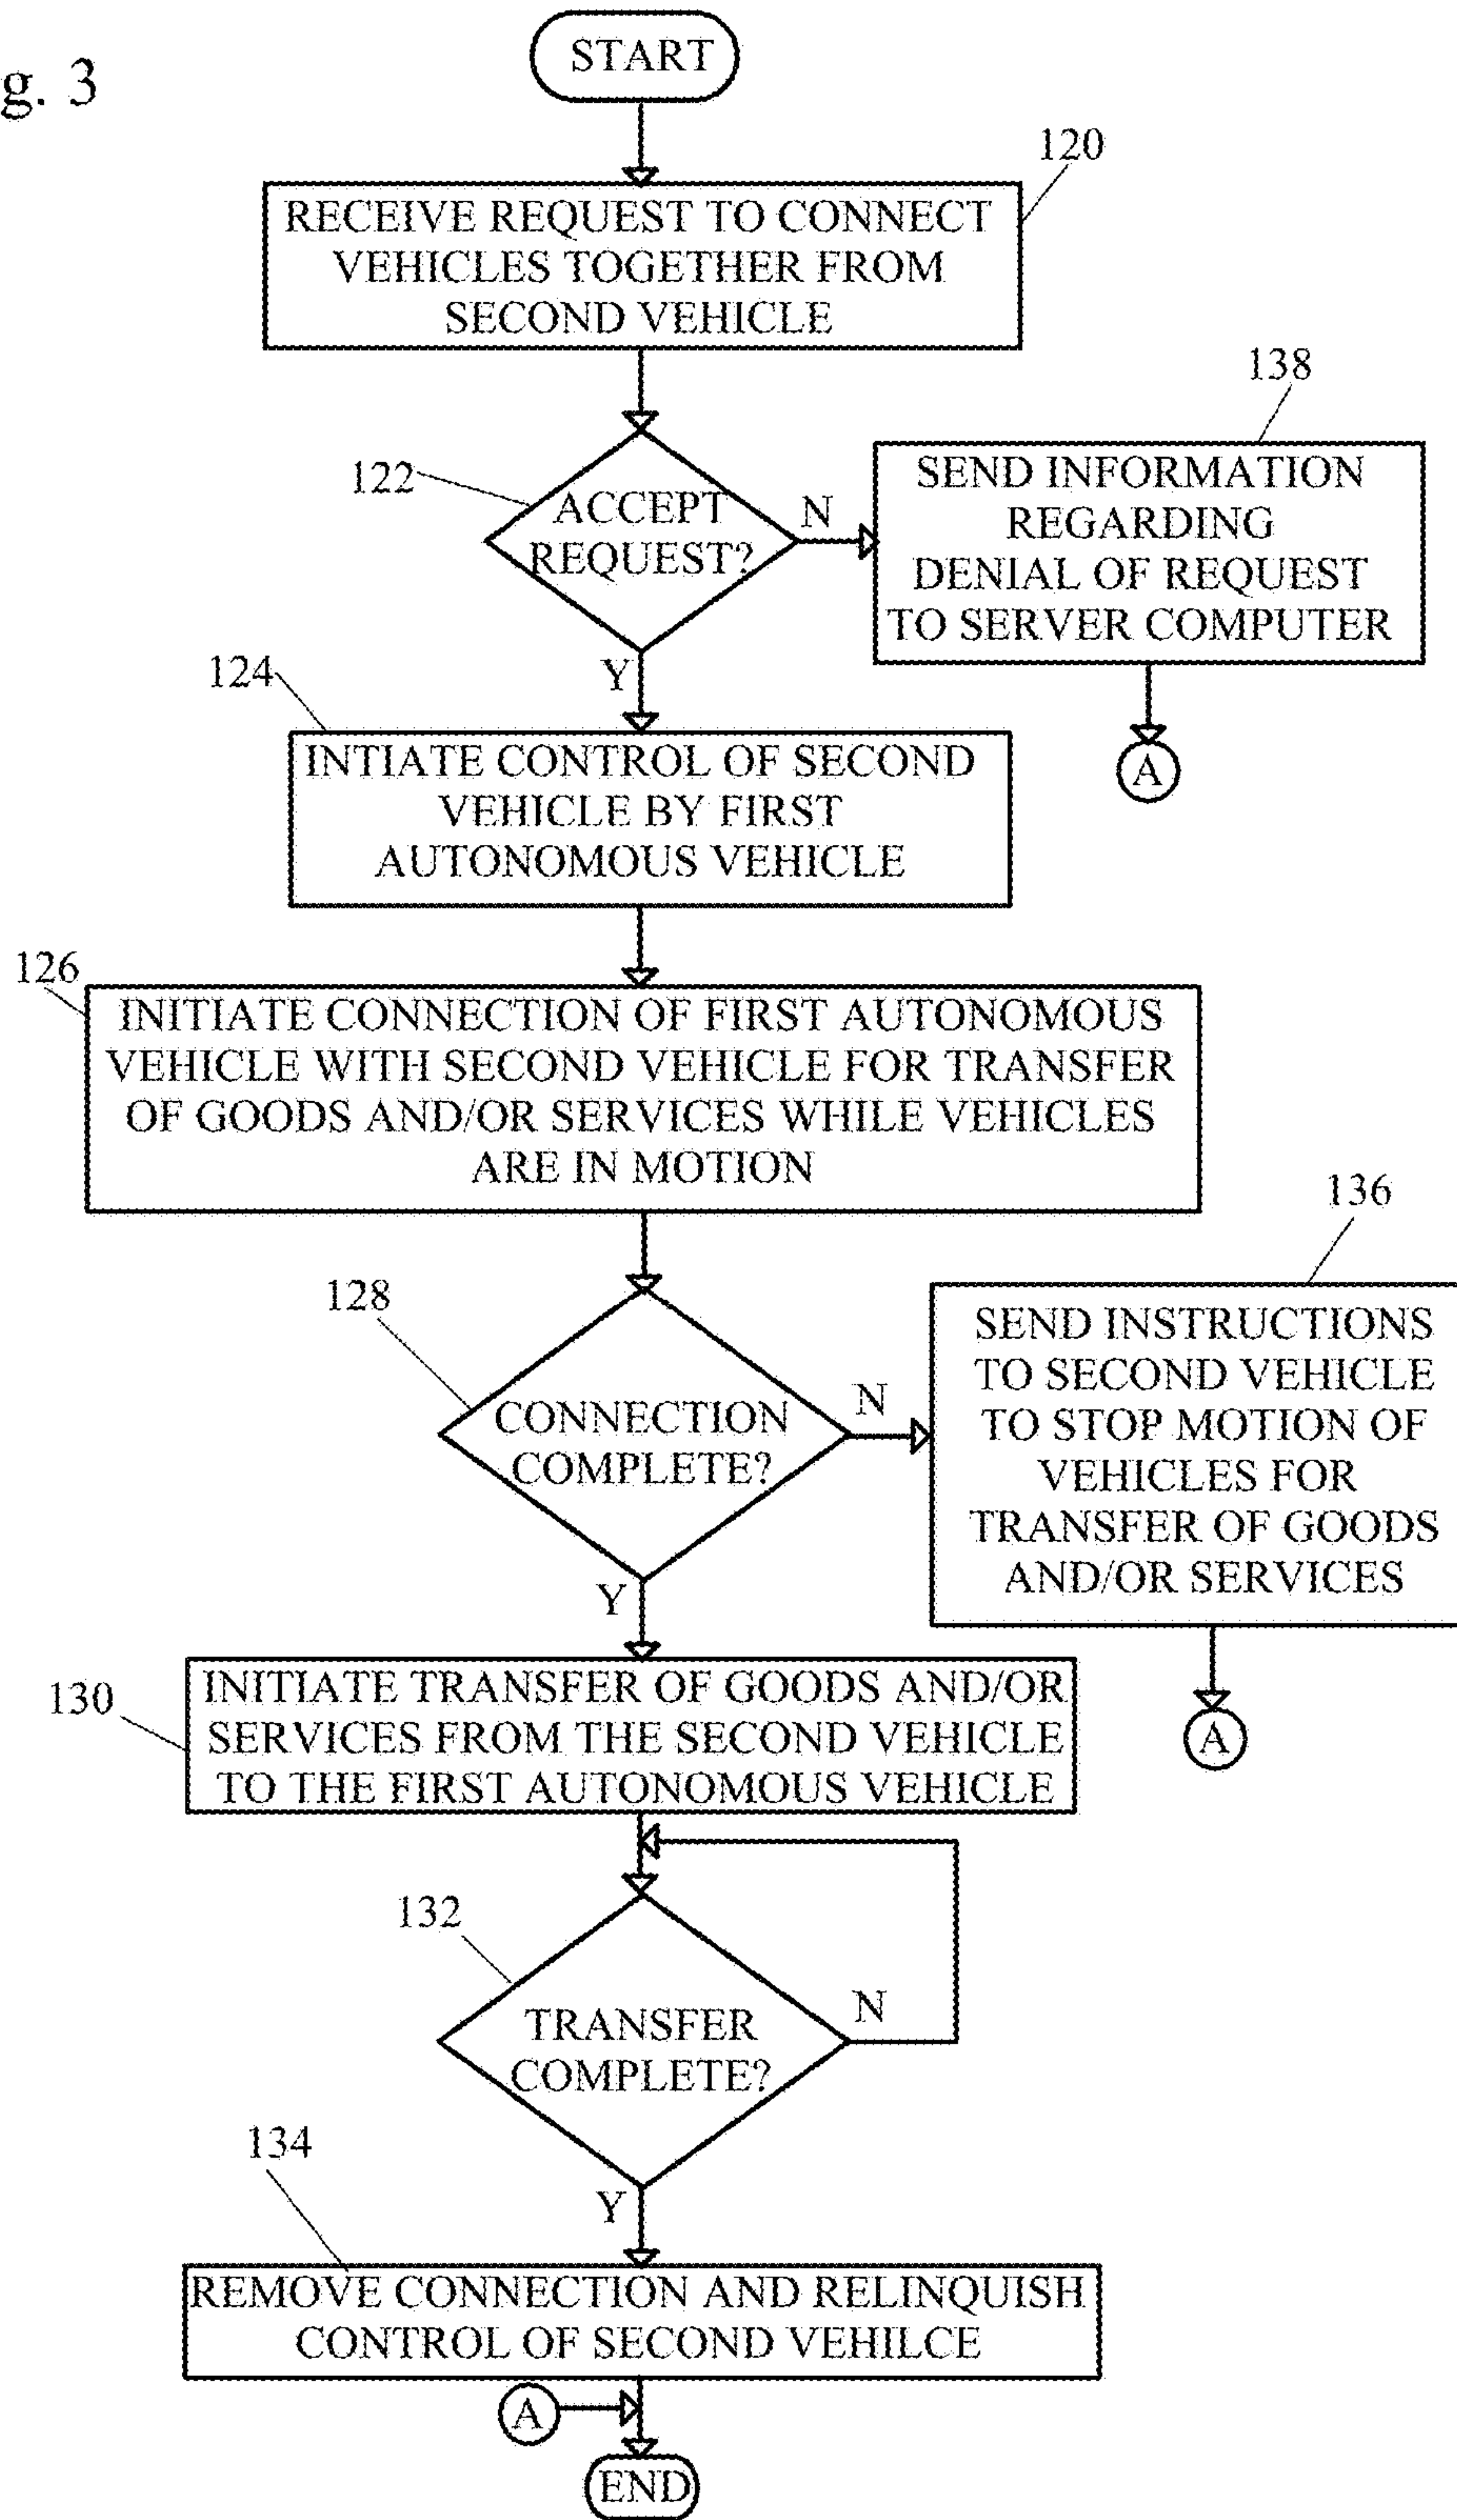 g. 3
START
120
RECEIVE REQUEST TO CONNECT
VEHICLES TOGETHER FROM
SECOND VEHICLE
122
ACCEPT
REQUEST?
N
138
SEND INFORMATION
REGARDING
DENIAL OF REQUEST
TO SERVER COMPUTER
A
Y
124
INTIATE CONTROL OF SECOND
VEHICLE BY FIRST
AUTONOMOUS VEHICLE
126
INITIATE CONNECTION OF FIRST AUTONOMOUS
VEHICLE WITH SECOND VEHICLE FOR TRANSFER
OF GOODS AND/OR SERVICES WHILE VEHICLES
ARE IN MOTION
128
CONNECTION
COMPLETE?
N
136
SEND INSTRUCTIONS
TO SECOND VEHICLE
TO STOP MOTION OF
VEHICLES FOR
TRANSFER OF GOODS
AND/OR SERVICES
A
Y
130
INITIATE TRANSFER OF GOODS AND/OR
SERVICES FROM THE SECOND VEHICLE
TO THE FIRST AUTONOMOUS VEHICLE
132
TRANSFER
COMPLETE?
N
Y
134
REMOVE CONNECTION AND RELINQUISH
CONTROL OF SECOND VEHILCE
A
END